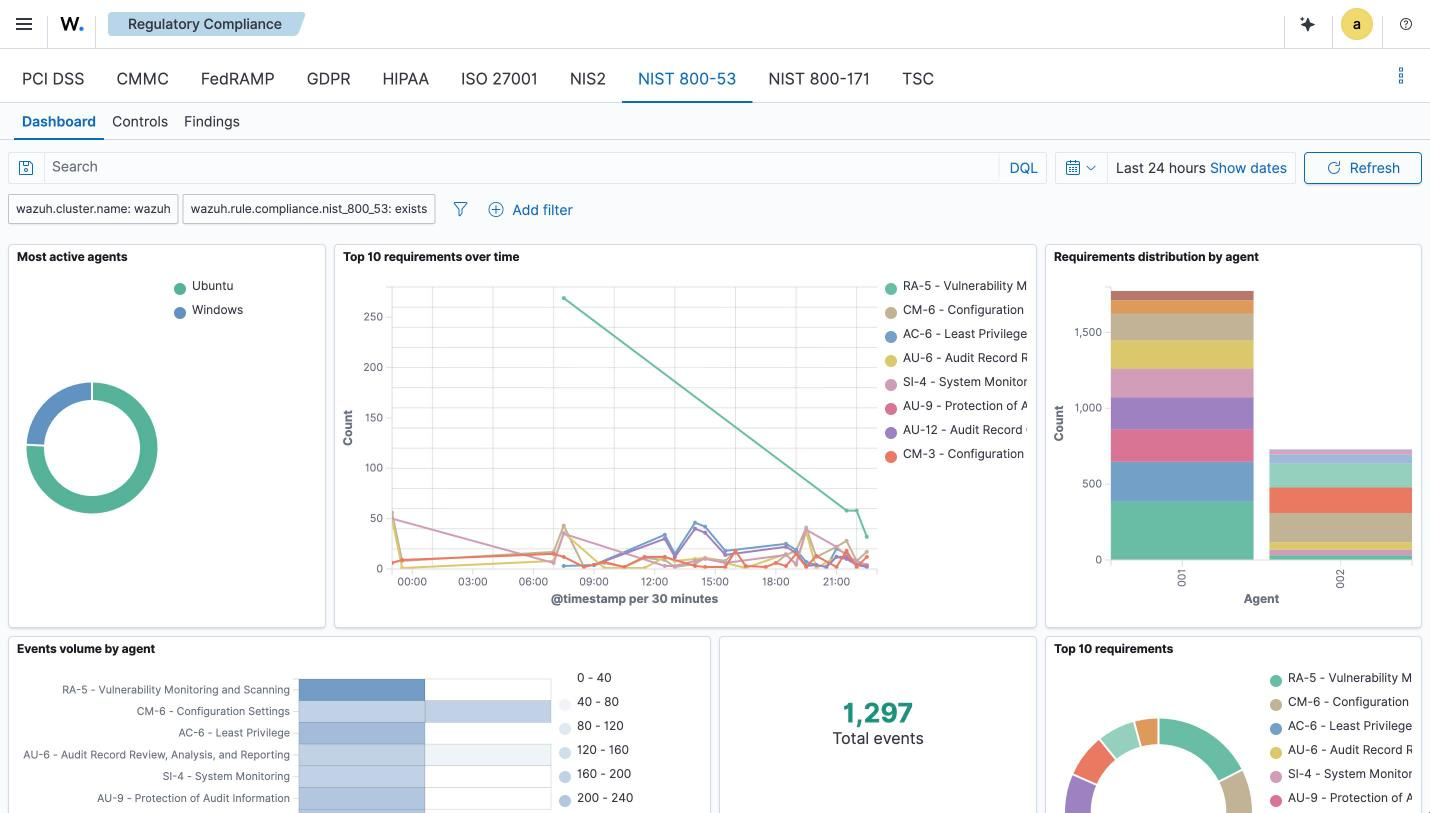 W.
Regulatory Compliance
a
PCI DSS
CMMC
FedRAMP
GDPR
HIPAA
ISO 27001
NIS2
NIST 800-53
NIST 800-171
TSC
Dashboard
Controls
Findings
Search
DQL
Last 24 hours Show dates
Refresh
wazuh.cluster.name: wazuh
wazuh.rule.compliance.nist_800_53: exists
Add filter
Most active agents
Ubuntu
Windows
Top 10 requirements over time
Count
250
200
150
100
50
0
00:00
03:00
06:00
09:00
12:00
15:00
18:00
21:00
@timestamp per 30 minutes
RA-5 - Vulnerability M
CM-6 - Configuration
AC-6 - Least Privilege
AU-6 - Audit Record R
SI-4 - System Monitor
AU-9 - Protection of A
AU-12 - Audit Record
CM-3 - Configuration
Requirements distribution by agent
Count
1,500
1,000
500
0
001
002
Agent
Events volume by agent
RA-5 - Vulnerability Monitoring and Scanning
CM-6 - Configuration Settings
AC-6 - Least Privilege
AU-6 - Audit Record Review, Analysis, and Reporting
SI-4 - System Monitoring
AU-9 - Protection of Audit Information
0 - 40
40 - 80
80 - 120
120 - 160
160 - 200
200 - 240
1,297
Total events
Top 10 requirements
RA-5 - Vulnerability M
CM-6 - Configuration
AC-6 - Least Privilege
AU-6 - Audit Record R
SI-4 - System Monitor
AU-9 - Protection of A